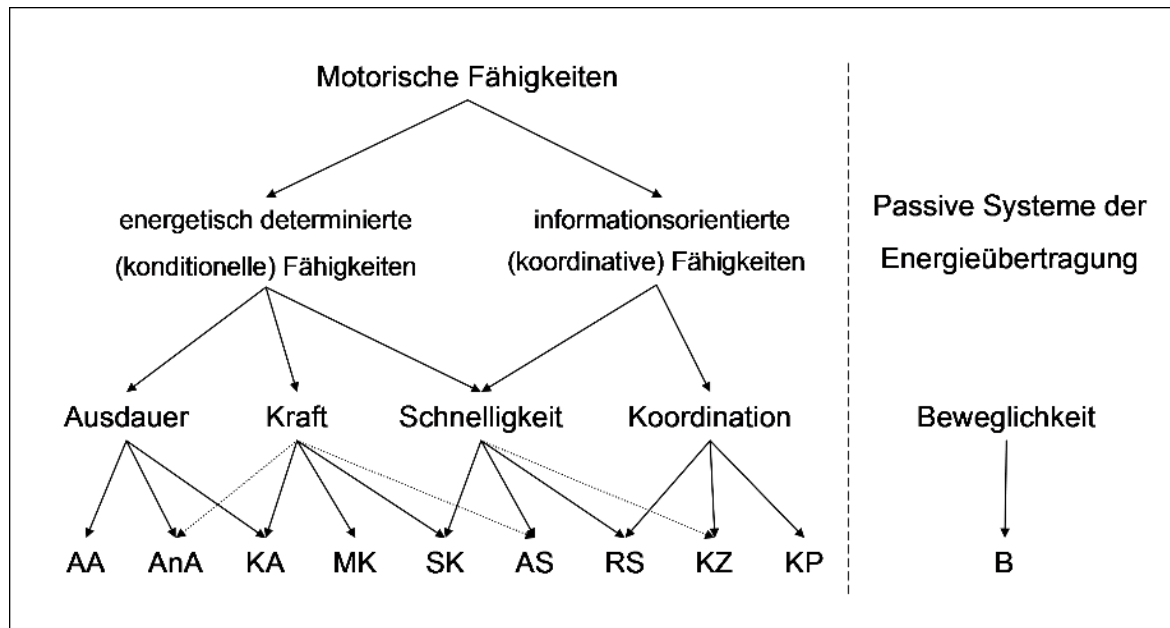 Motorische Fähigkeiten
energetisch determinierte
(konditionelle) Fähigkeiten
informationsorientierte
(koordinative) Fähigkeiten
Passive Systeme der
Energieübertragung
Ausdauer Kraft Schnelligkeit Koordination Beweglichkeit
AA AnA KA MK SK AS RS KZ KP B